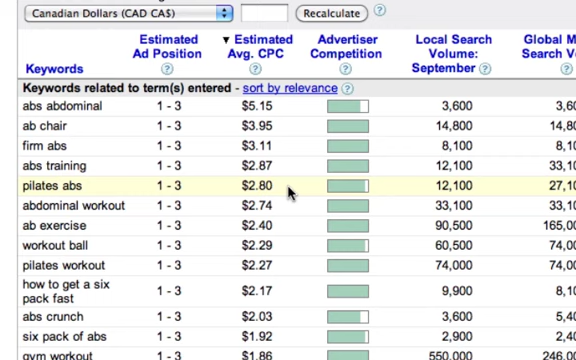 Canadian Dollars (CAD CA$) Recalculate ?
Keywords Estimated Ad Position ? ▼ Estimated Avg. CPC ? Advertiser Competition ? Local Search Volume: September ? Global Search
Keywords related to term(s) entered - sort by relevance ?
abs abdominal 1 - 3 $5.15 3,600
ab chair 1 - 3 $3.95 14,800
firm abs 1 - 3 $3.11 8,100
abs training 1 - 3 $2.87 12,100
pilates abs 1 - 3 $2.80 12,100
abdominal workout 1 - 3 $2.74 33,100
ab exercise 1 - 3 $2.40 90,500
workout ball 1 - 3 $2.29 60,500
pilates workout 1 - 3 $2.27 74,000
how to get a six pack fast 1 - 3 $2.17 9,900
abs crunch 1 - 3 $2.03 3,600
six pack of abs 1 - 3 $1.92 2,900
gym workout 1 - 3 $1.86 550,000